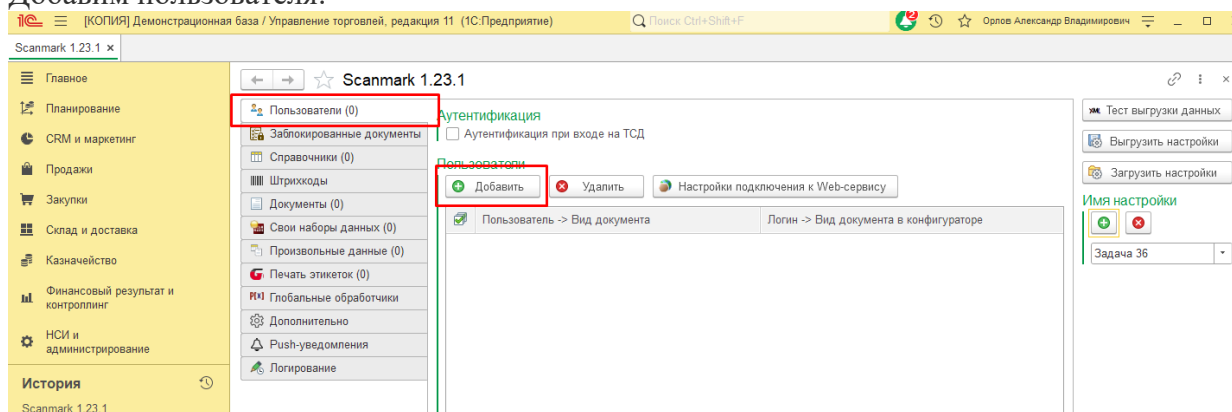 Добавим пользователя.
1С [КОПИЯ] Демонстрационная база / Управление торговлей, редакция 11 (1С:Предприятие) Поиск Ctrl+Shift+F 2 Орлов Александр Владимирович
Scanmark 1.23.1 ×
Главное
Планирование
CRM и маркетинг
Продажи
Закупки
Склад и доставка
Казначейство
Финансовый результат и
контроллинг
НСИ и
администрирование
История
Scanmark 1.23.1
Scanmark 1.23.1
Пользователи (0)
Заблокированные документы
Справочники (0)
Штрихкоды
Документы (0)
Свои наборы данных (0)
Произвольные данные (0)
Печать этикеток (0)
Глобальные обработчики
Дополнительно
Push-уведомления
Логирование
Аутентификация
Аутентификация при входе на ТСД
Пользователи
Добавить Удалить Настройки подключения к Web-сервису
Пользователь -> Вид документа Логин -> Вид документа в конфигураторе
XML Тест выгрузки данных
Выгрузить настройки
Загрузить настройки
Имя настройки
Задача 36